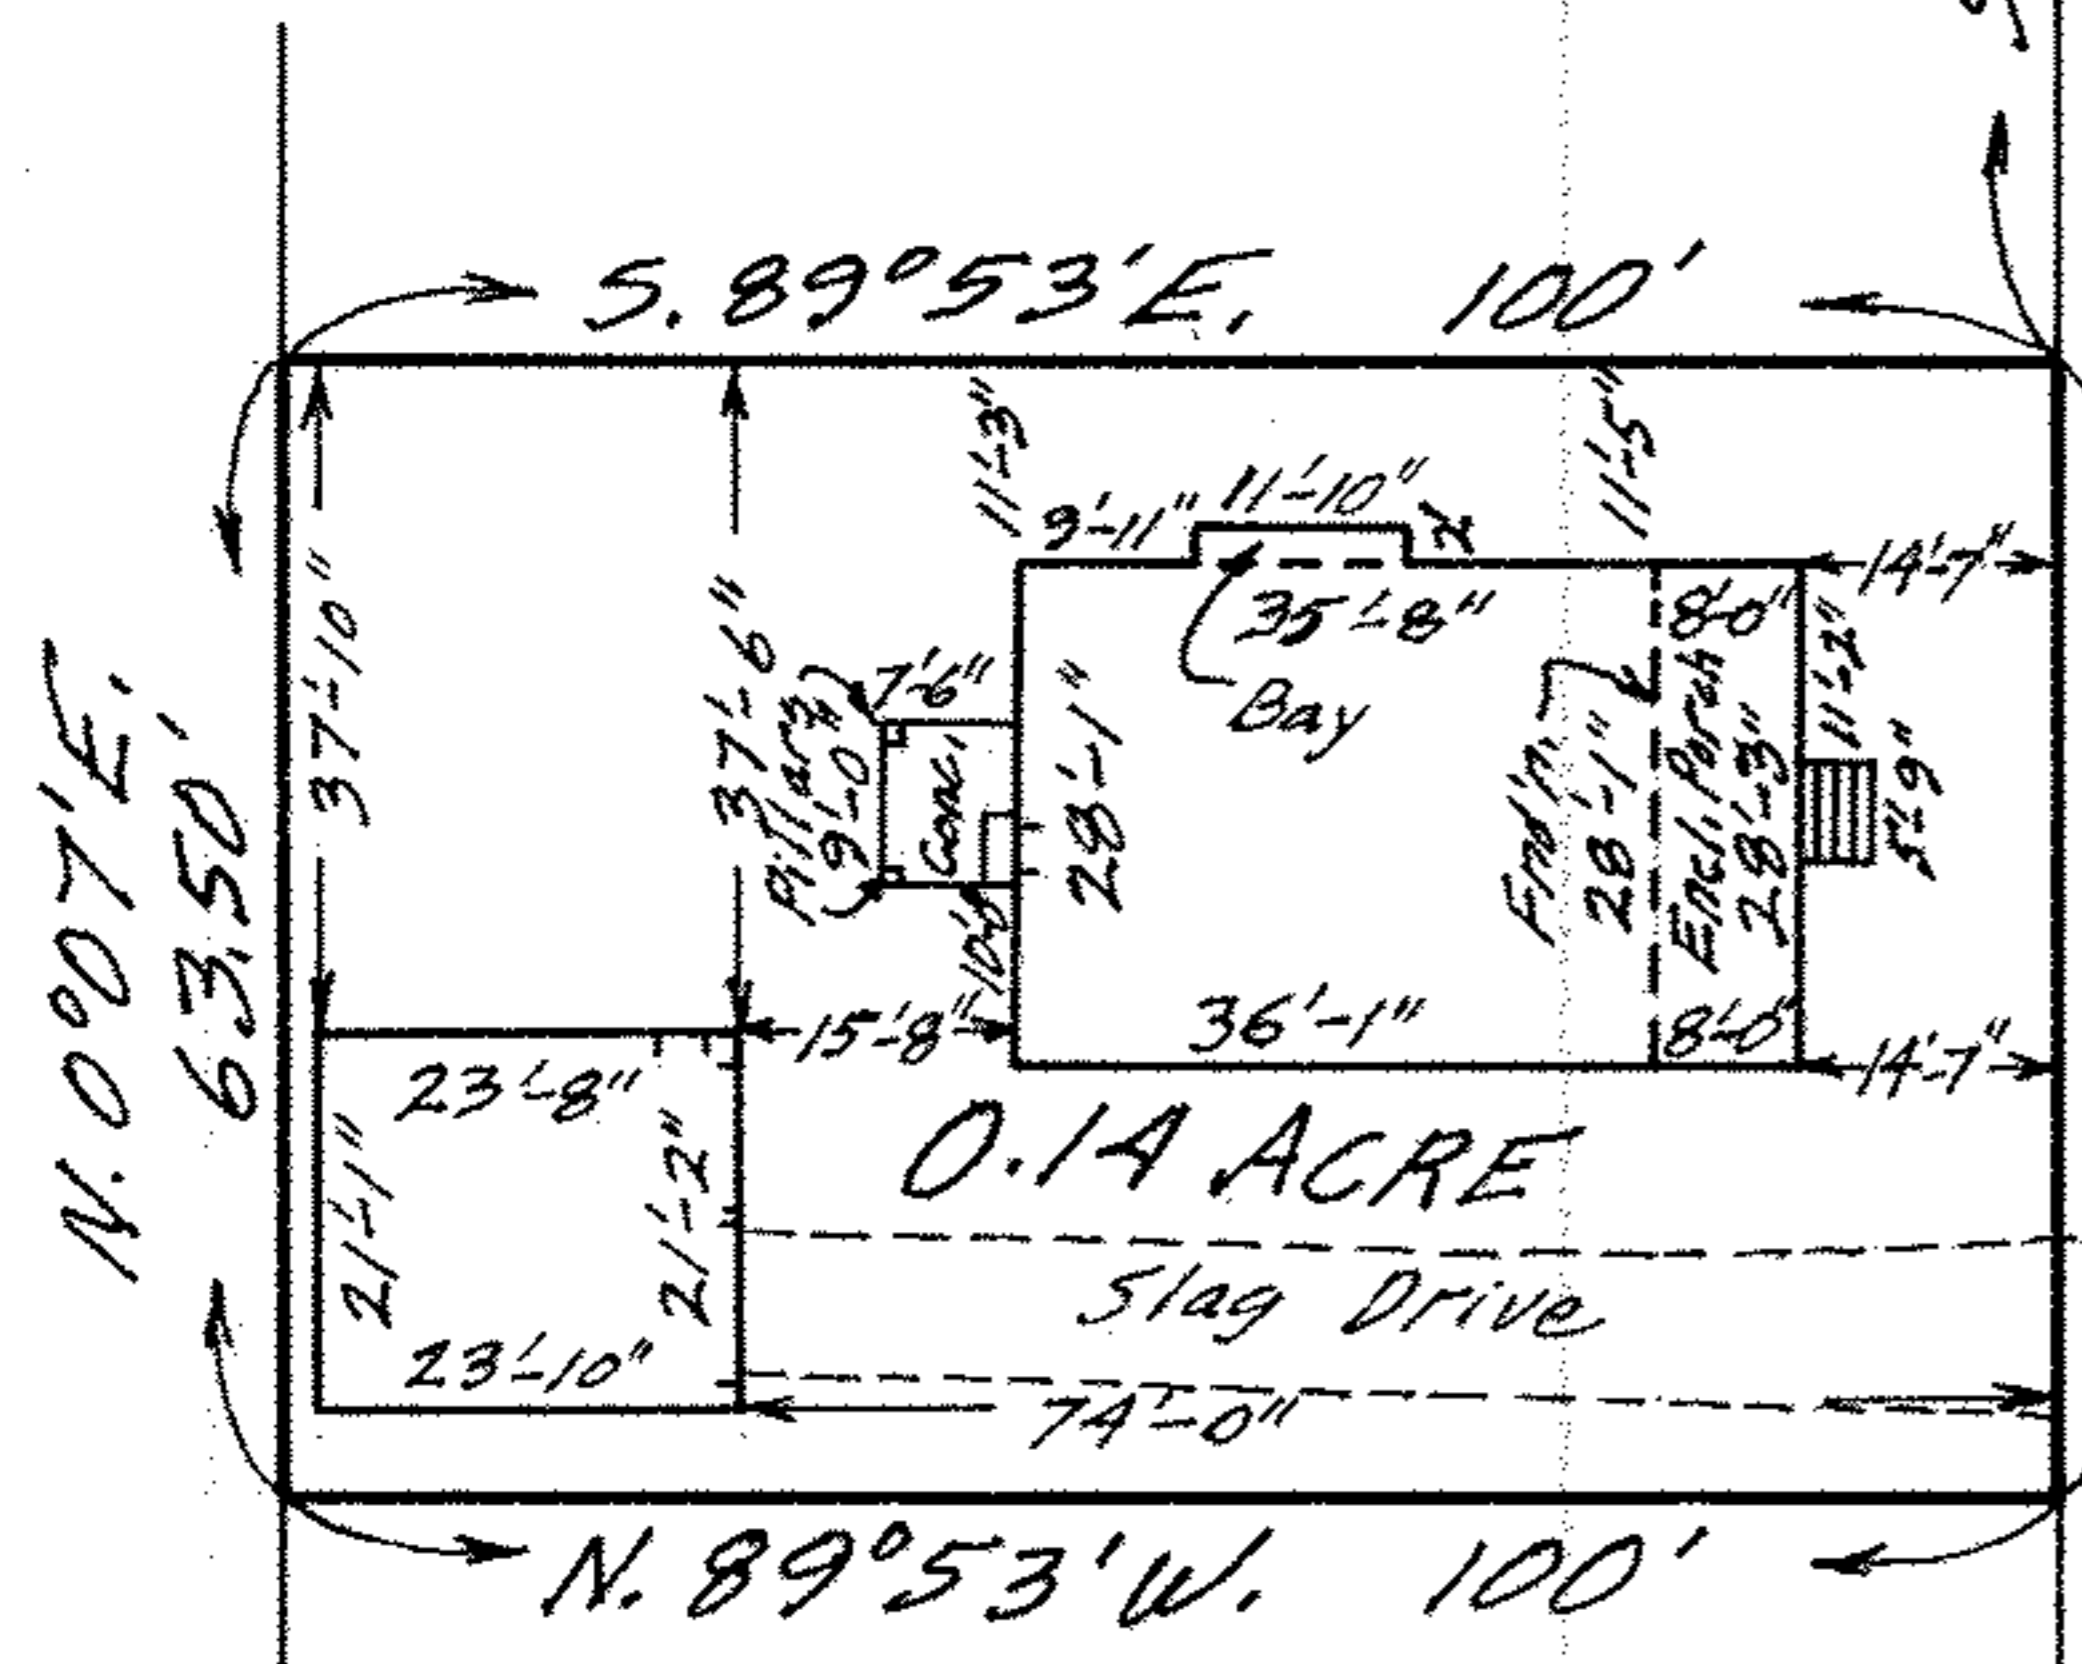 S. 89°53'E. 100'
N. 0°07'E.
63.50'
37'-10"
37'-6"
11'-3"
9'-11"
11'-10"
2'
11'-5"
14'-7"
35'-8"
Bay
8'-0"
11'-2"
5'-9"
7'-6"
Pillars
9'-0"
Conc.
10'-0"
28'-1"
Fnd'n.
28'-1"
Encl. Porch
28'-3"
15'-8"
36'-1"
8'-0"
14'-7"
23'-8"
21'-1"
21'-2"
23'-10"
0.14 ACRE
Slag Drive
74'-0"
N. 89°53'W. 100'